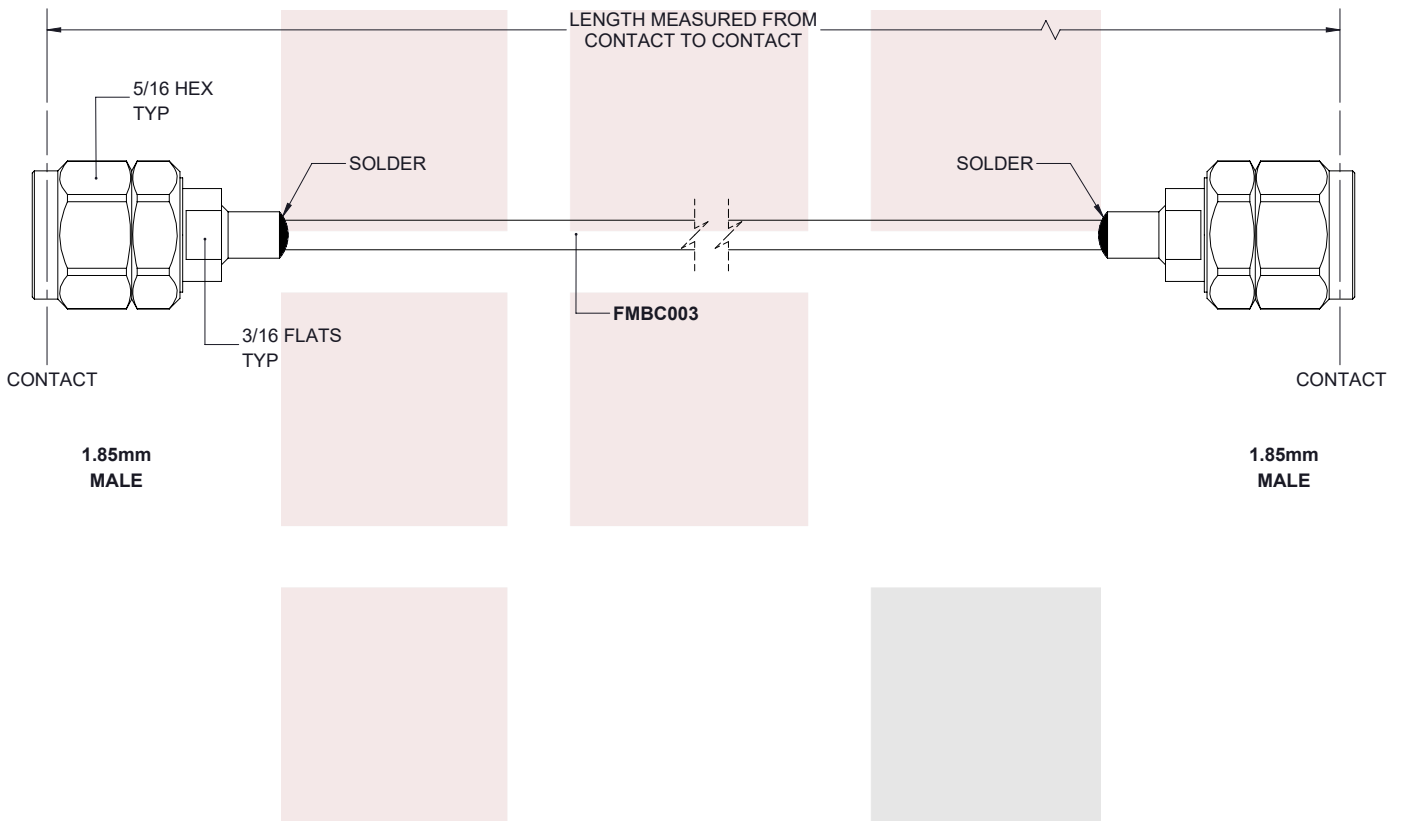 LENGTH MEASURED FROM
CONTACT TO CONTACT
5/16 HEX
TYP
SOLDER
SOLDER
FMBC003
3/16 FLATS
TYP
CONTACT
CONTACT
1.85mm
MALE
1.85mm
MALE